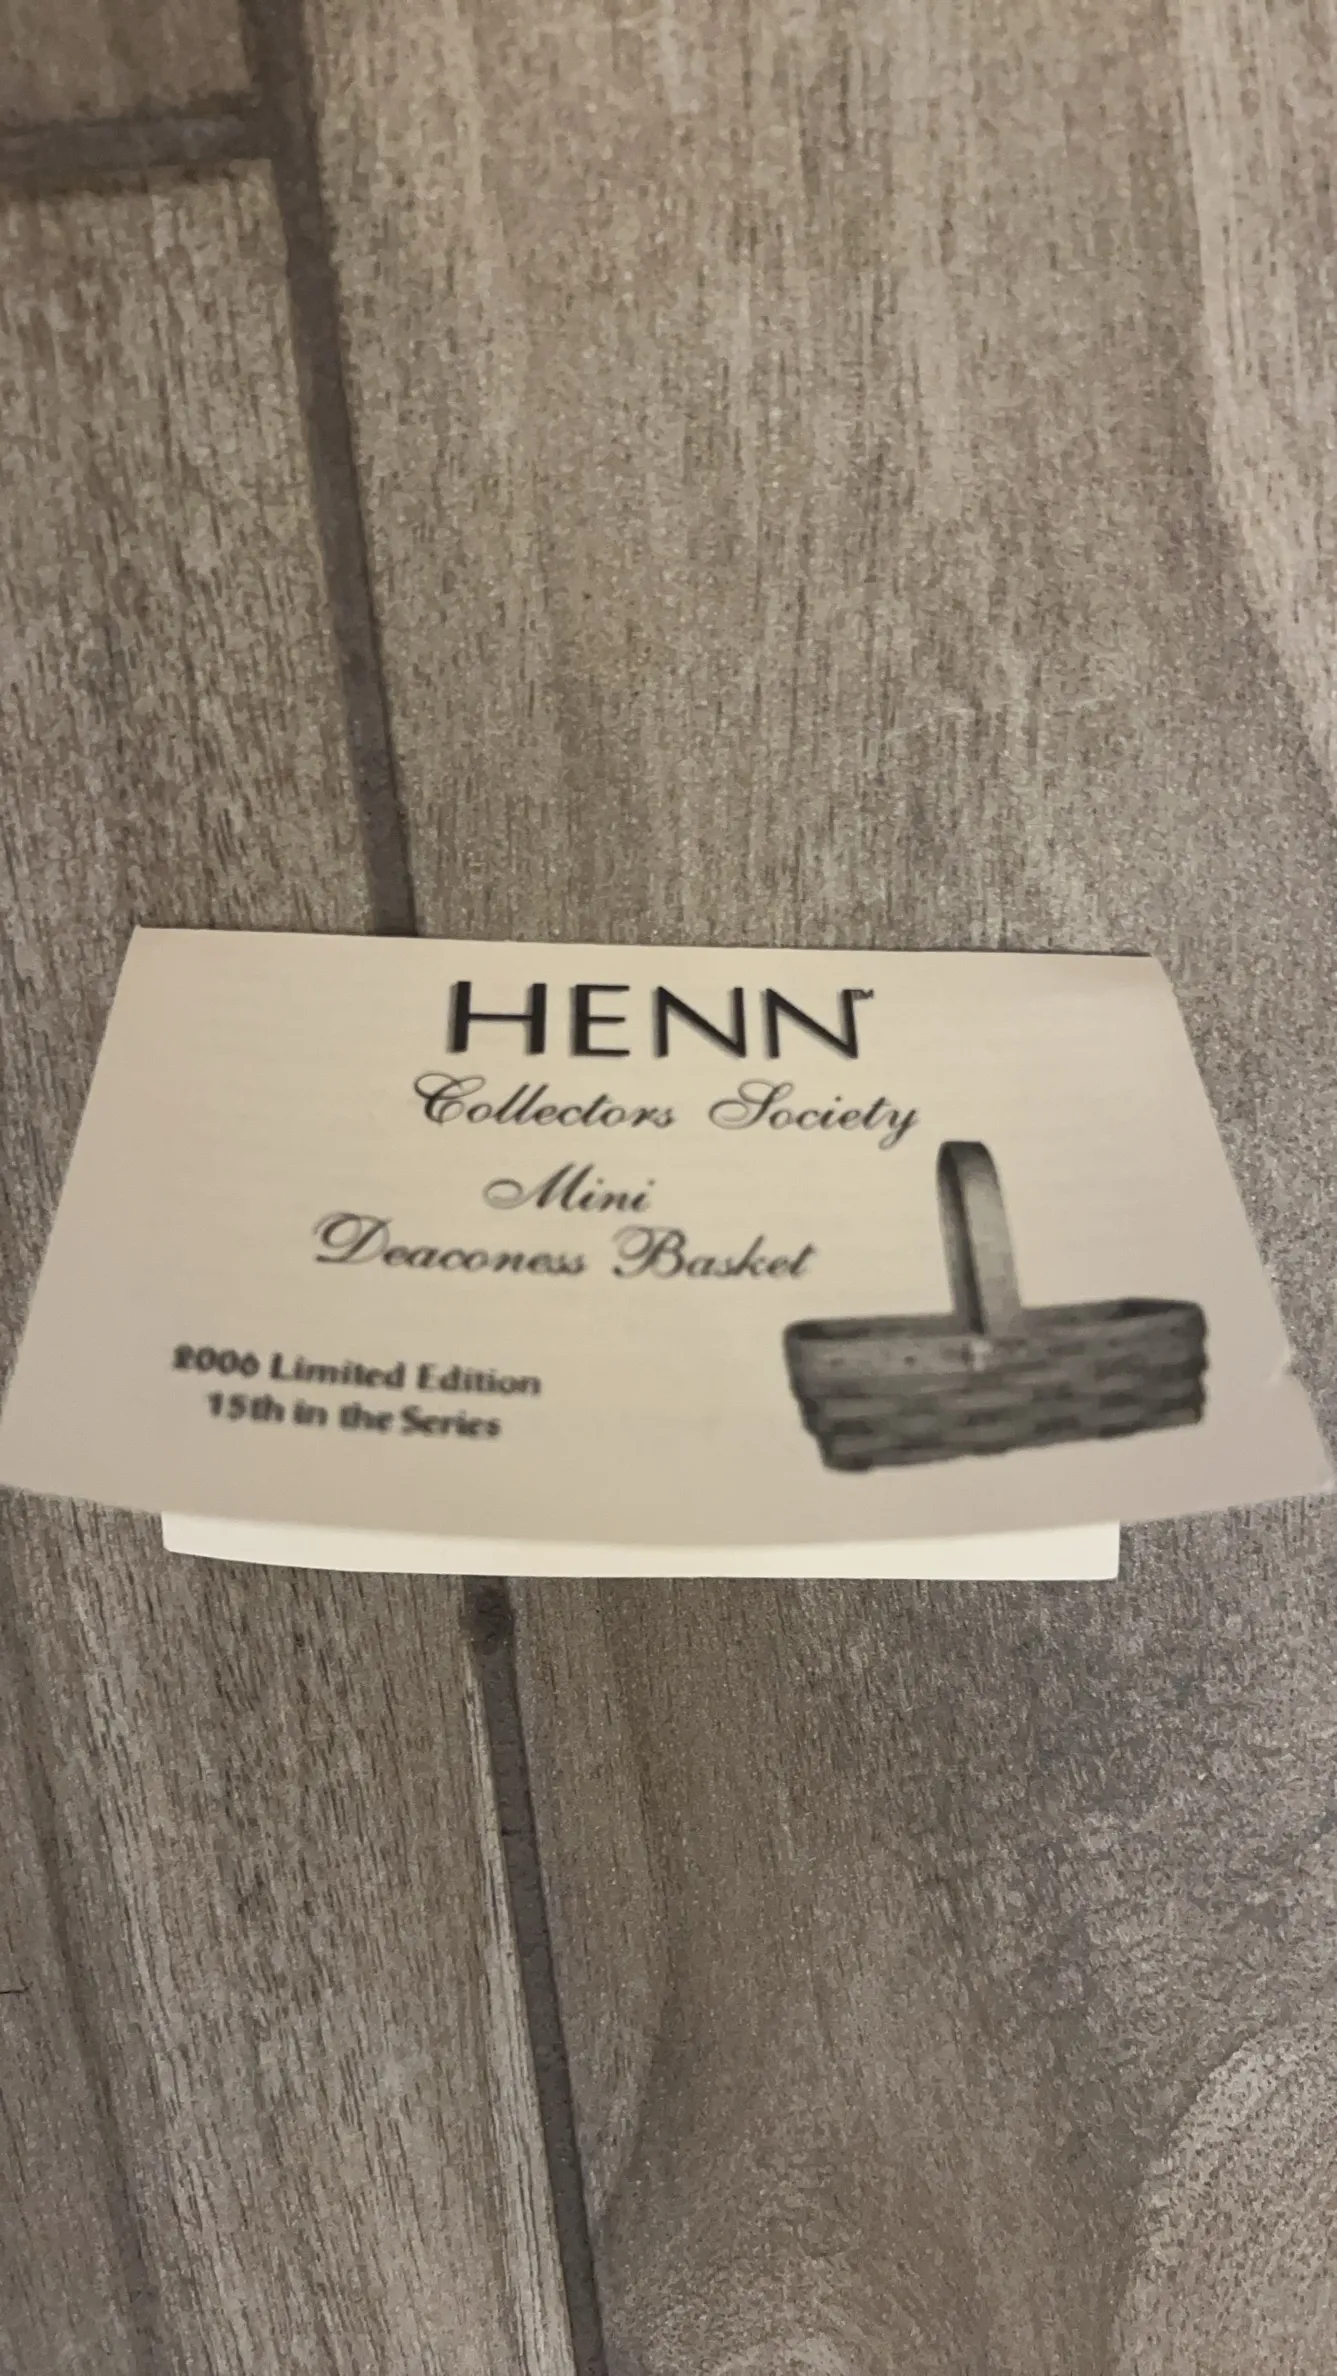 HENN™
Collectors Society
Mini
Deaconess Basket
2006 Limited Edition
15th in the Series